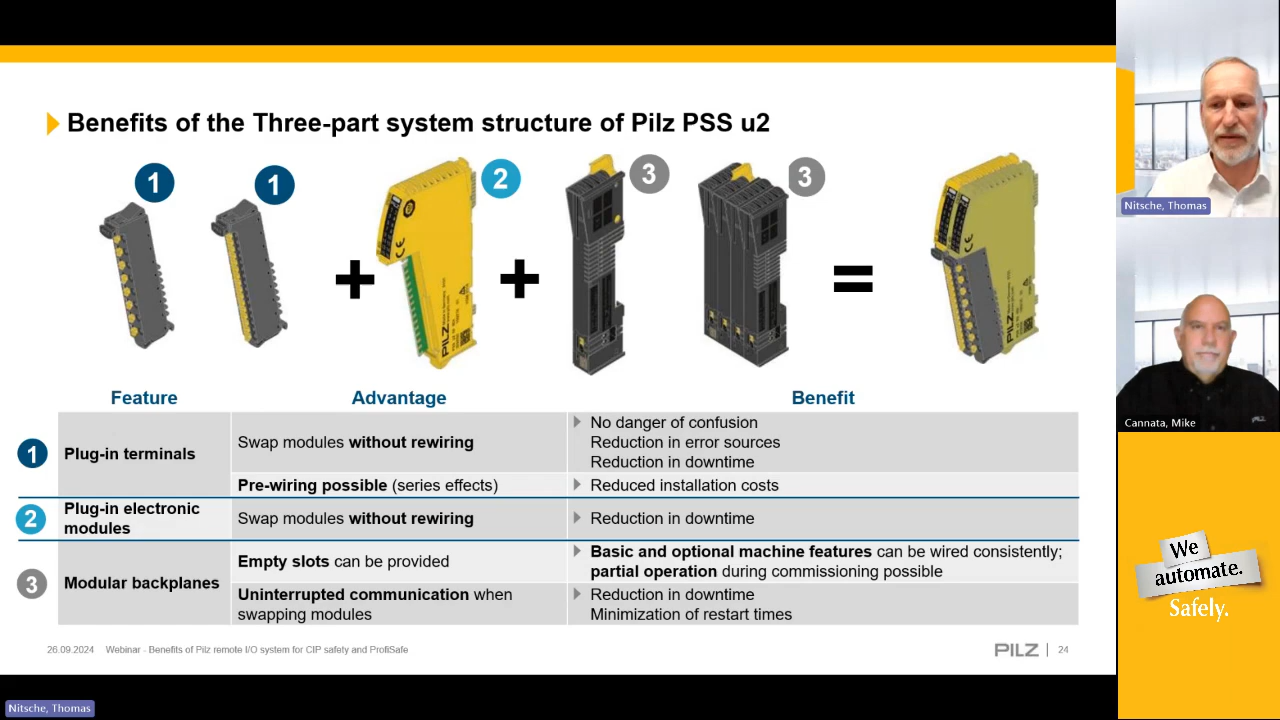 Benefits of the Three-part system structure of Pilz PSS u2
1
1
2
3
3
+
+
=
CE
PILZ
CE
PILZ
Feature
Advantage
Benefit
1
Plug-in terminals
Swap modules without rewiring
No danger of confusion
Reduction in error sources
Reduction in downtime
Pre-wiring possible (series effects)
Reduced installation costs
2
Plug-in electronic
modules
Swap modules without rewiring
Reduction in downtime
3
Modular backplanes
Empty slots can be provided
Basic and optional machine features can be wired consistently;
partial operation during commissioning possible
Uninterrupted communication when
swapping modules
Reduction in downtime
Minimization of restart times
26.09.2024 Webinar - Benefits of Pilz remote I/O system for CIP safety and ProfiSafe
PILZ | 24
Nitsche, Thomas
Nitsche, Thomas
Cannata, Mike
We
automate.
Safely.